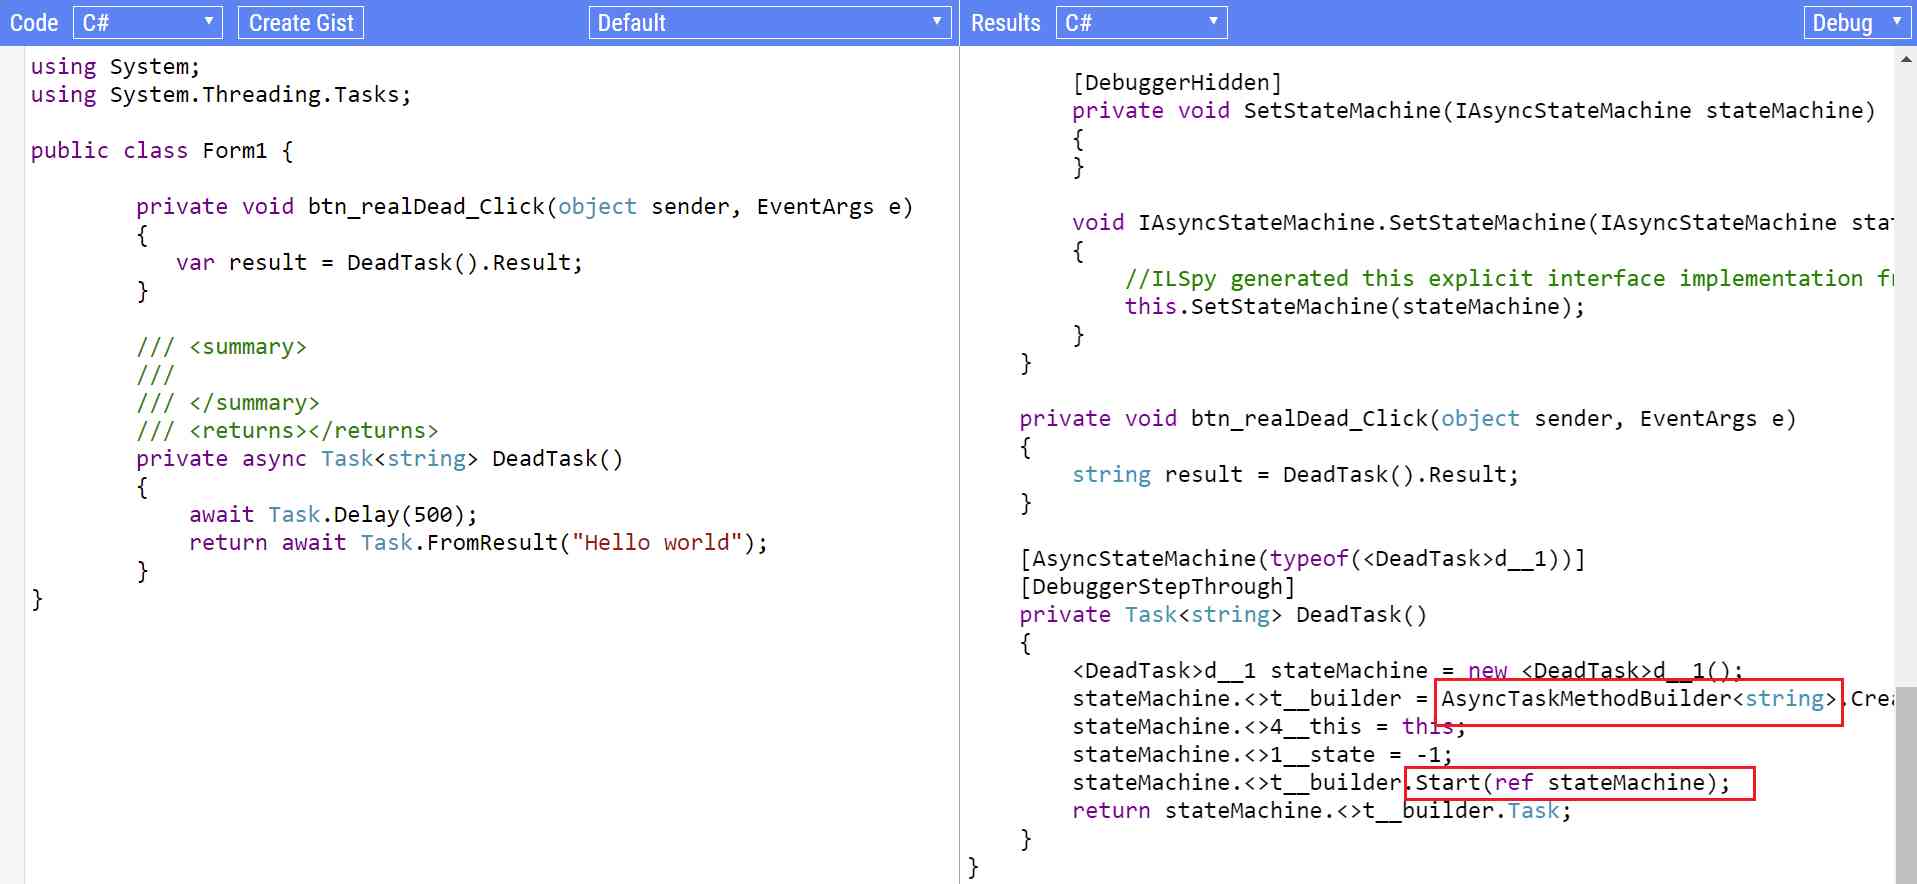 Code C# Create Gist Default
using System;
using System.Threading.Tasks;
public class Form1 {
private void btn_realDead_Click(object sender, EventArgs e)
{
var result = DeadTask().Result;
}
/// <summary>
///
/// </summary>
/// <returns></returns>
private async Task<string> DeadTask()
{
await Task.Delay(500);
return await Task.FromResult("Hello world");
}
}
Results C# Debug
[DebuggerHidden]
private void SetStateMachine(IAsyncStateMachine stateMachine)
{
}
void IAsyncStateMachine.SetStateMachine(IAsyncStateMachine
{
//ILSpy generated this explicit interface implementation
this.SetStateMachine(stateMachine);
}
}
private void btn_realDead_Click(object sender, EventArgs e)
{
string result = DeadTask().Result;
}
[AsyncStateMachine(typeof(<DeadTask>d__1))]
[DebuggerStepThrough]
private Task<string> DeadTask()
{
<DeadTask>d__1 stateMachine = new <DeadTask>d__1();
stateMachine.<>t__builder = AsyncTaskMethodBuilder<string>.
stateMachine.<>4__this = this;
stateMachine.<>1__state = -1;
stateMachine.<>t__builder.Start(ref stateMachine);
return stateMachine.<>t__builder.Task;
}
}